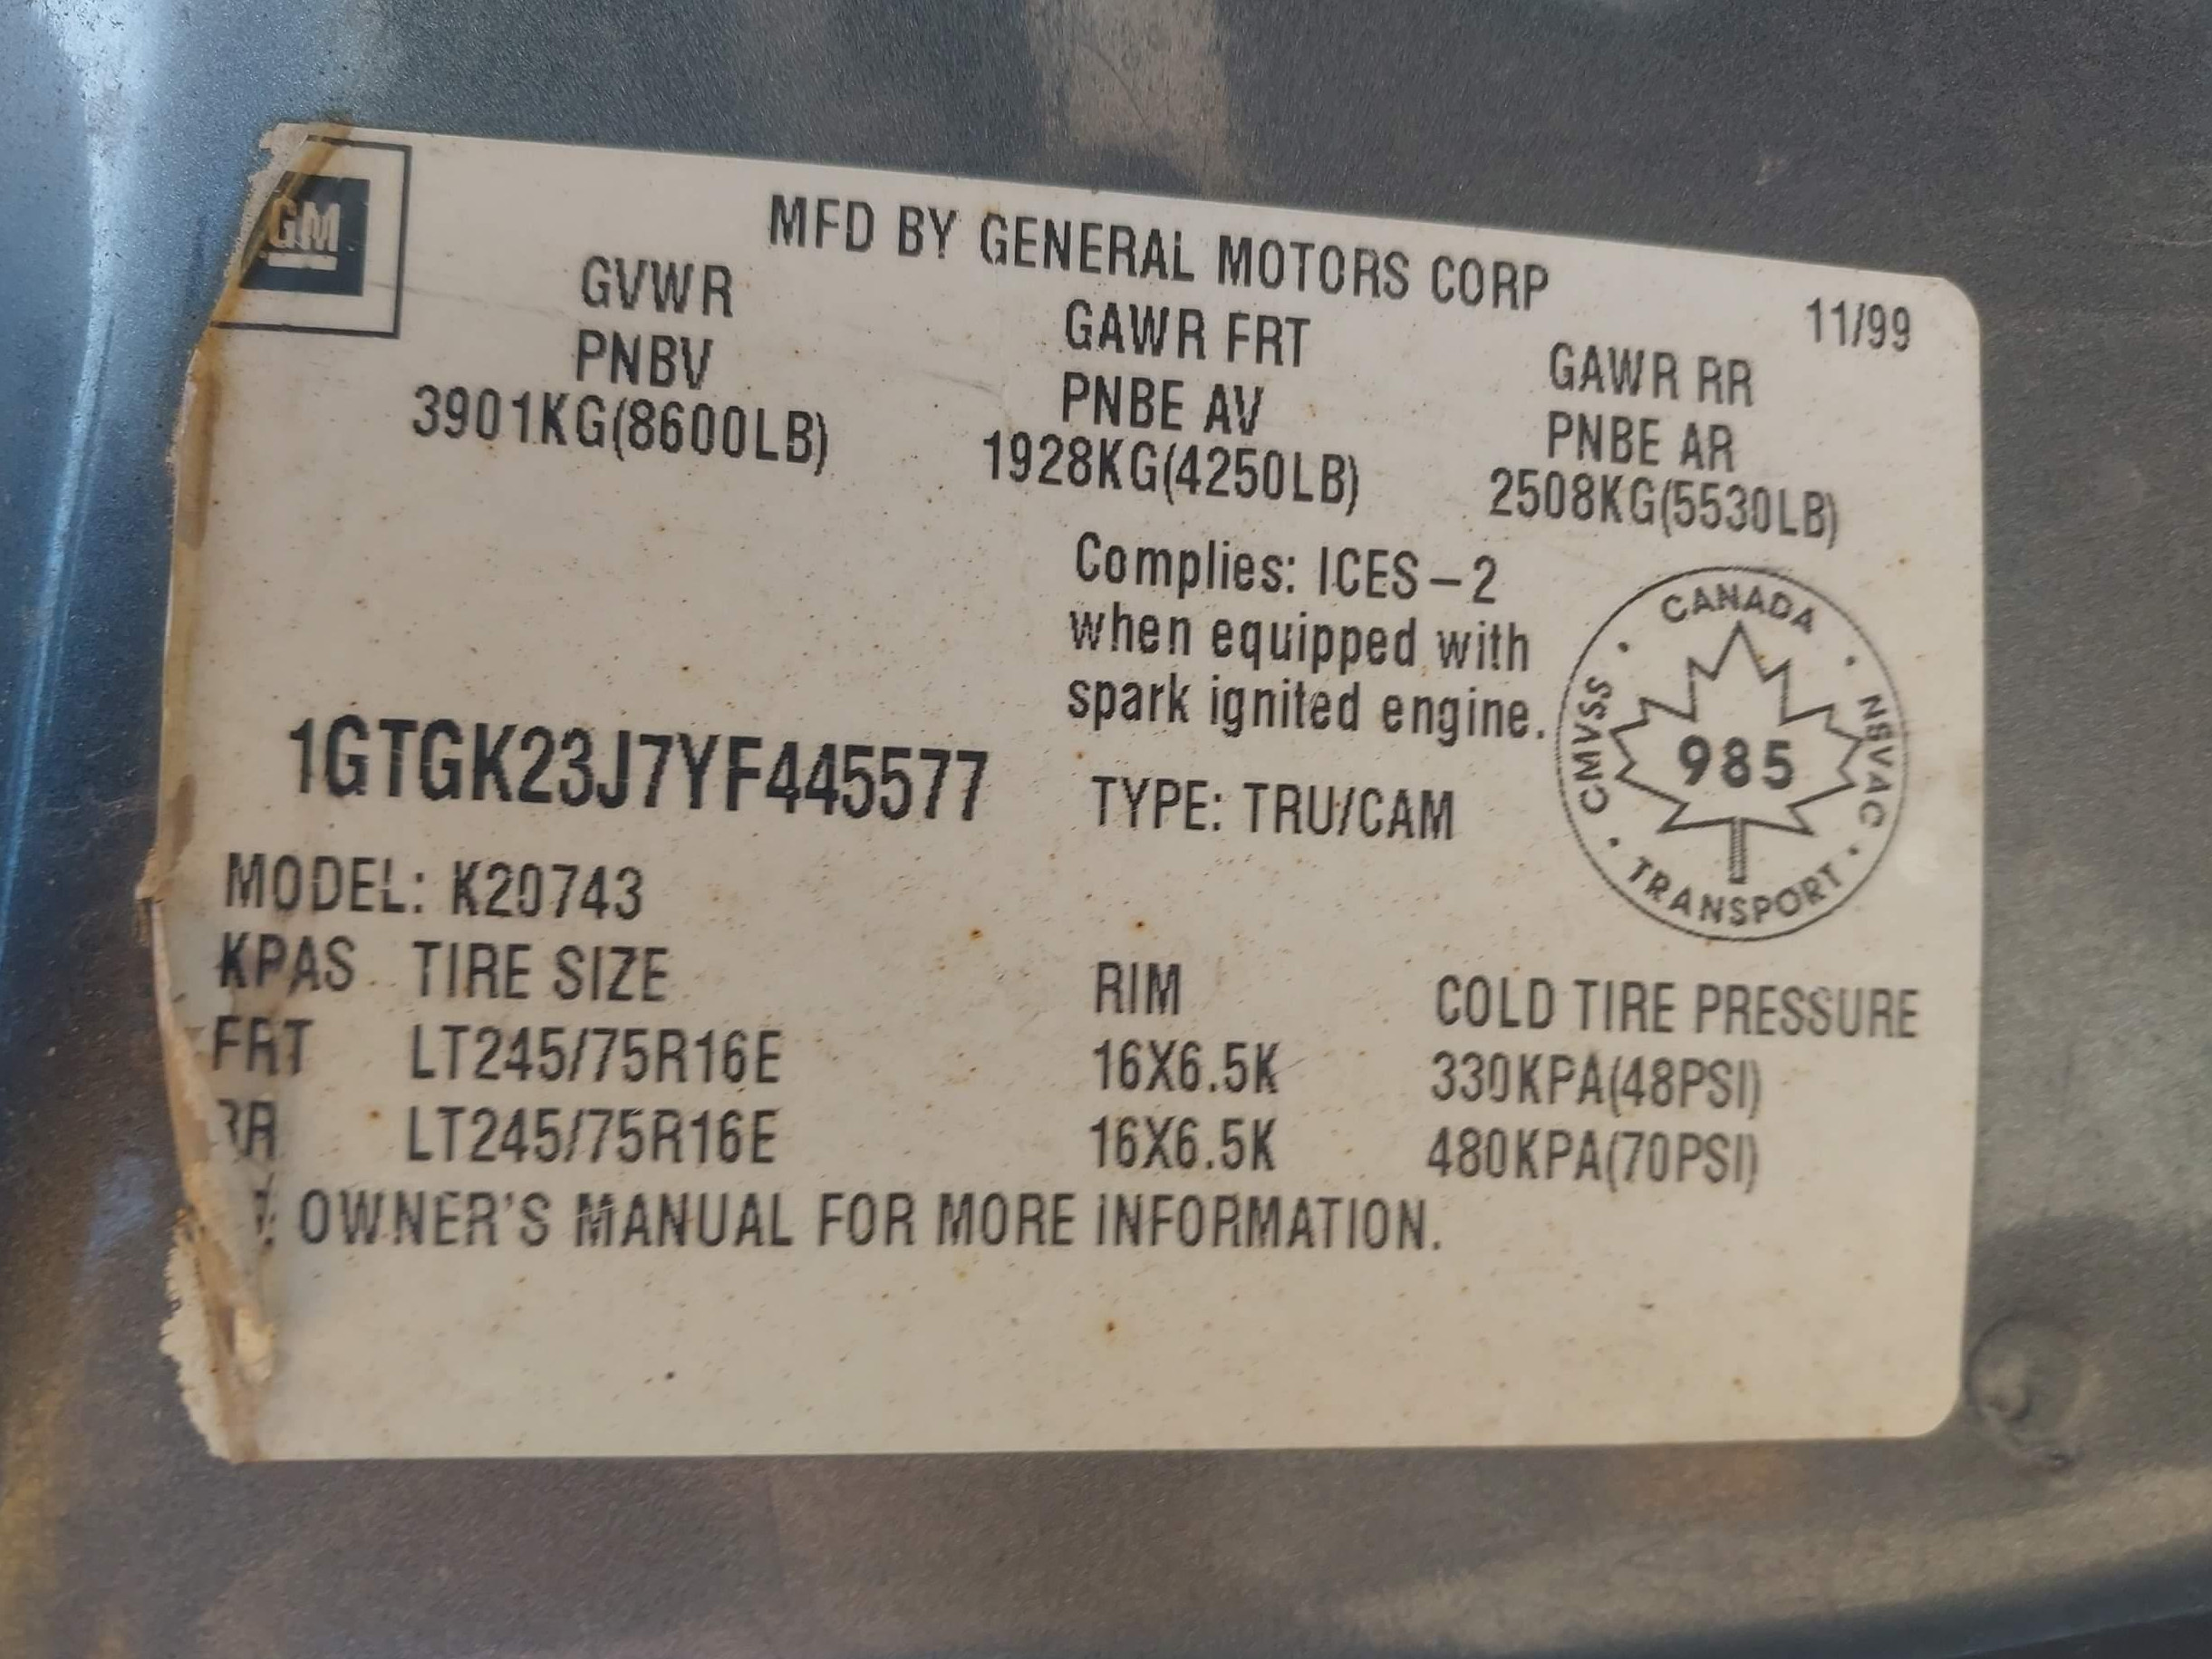 GM
MFD BY GENERAL MOTORS CORP
11/99
GVWR
PNBV
3901KG(8600LB)
GAWR FRT
PNBE AV
1928KG(4250LB)
GAWR RR
PNBE AR
2508KG(5530LB)
Complies: ICES-2
when equipped with
spark ignited engine.
CANADA
CMVSS
NSVAC
985
TRANSPORT
1GTGK23J7YF445577
TYPE: TRU/CAM
MODEL: K20743
KPAS TIRE SIZE RIM COLD TIRE PRESSURE
FRT LT245/75R16E 16X6.5K 330KPA(48PSI)
LT245/75R16E 16X6.5K 480KPA(70PSI)
OWNER'S MANUAL FOR MORE INFORMATION.